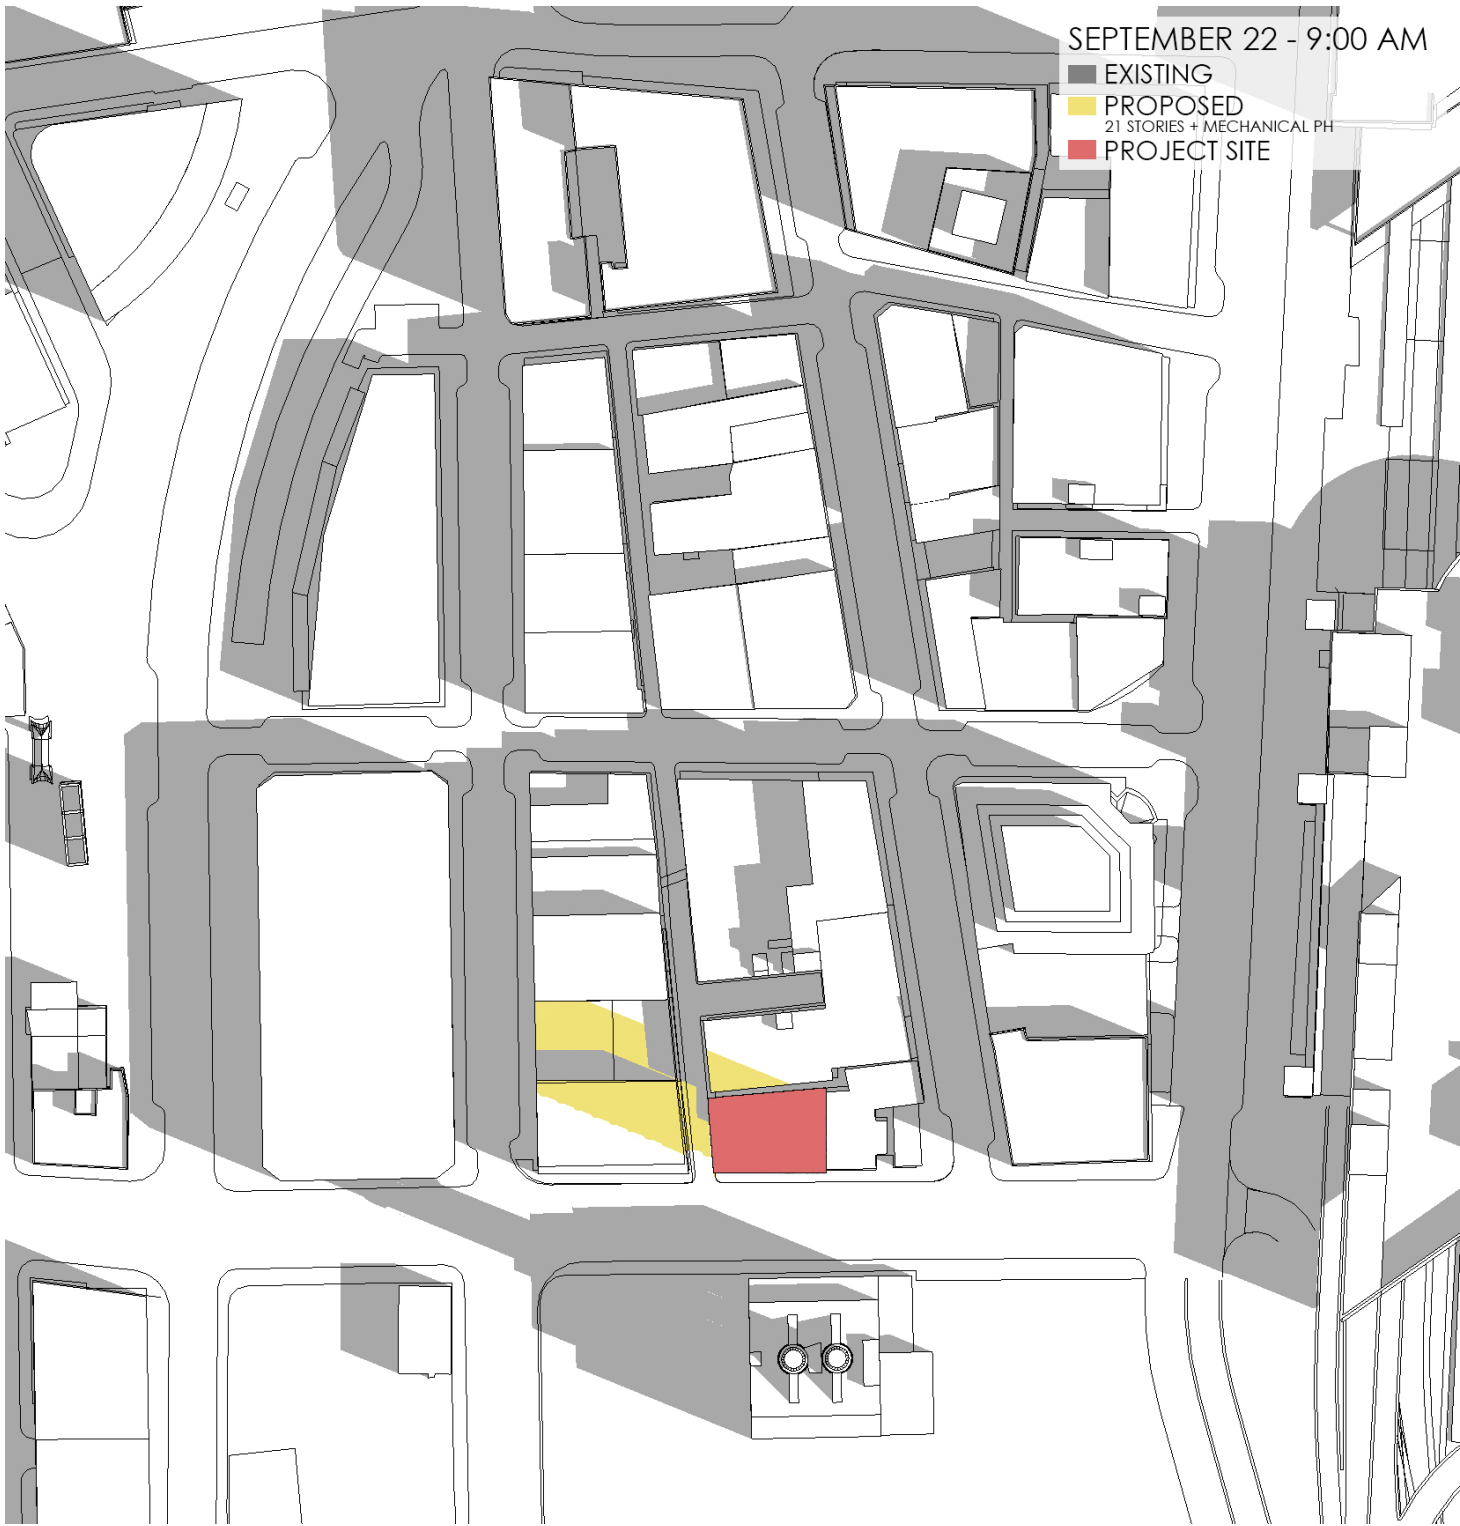 SEPTEMBER 22 - 9:00 AM
EXISTING
PROPOSED
21 STORIES + MECHANICAL PH
PROJECT SITE